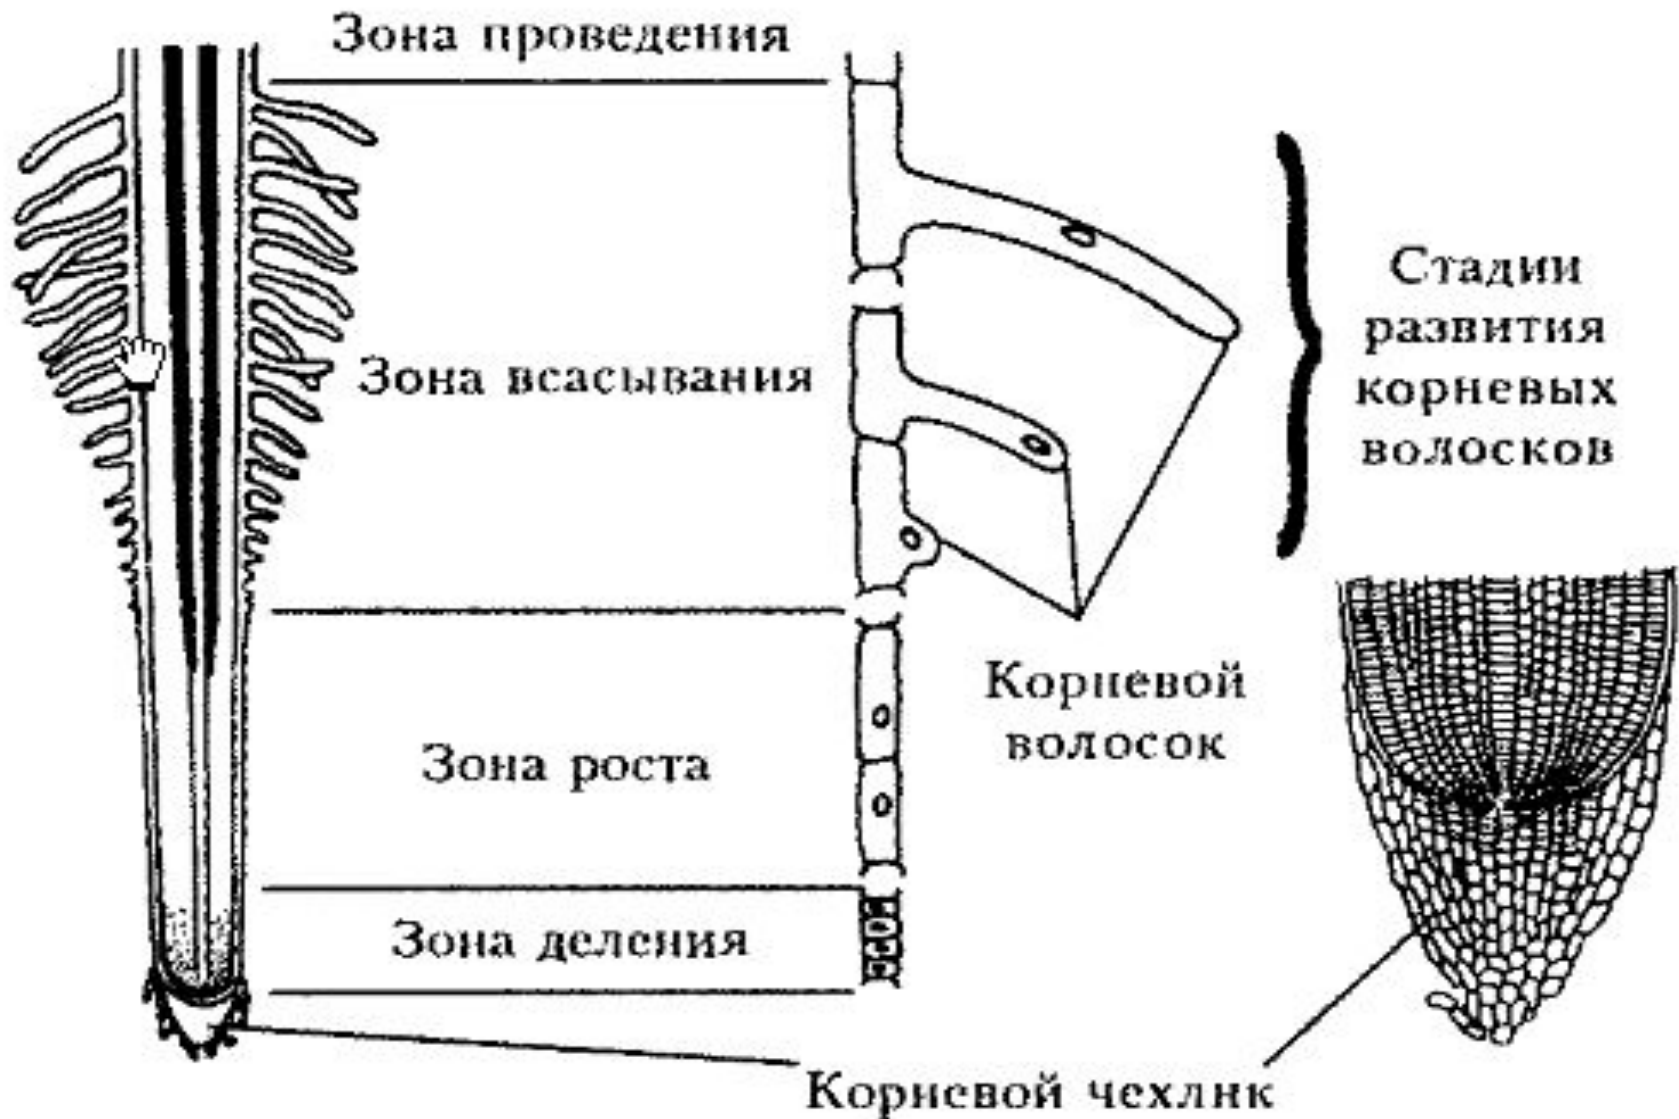 Зона проведения
Зона всасывания
Стадии
развития
корневых
волосков
Корневой
волосок
Зона роста
Зона деления
Корневой чехлик